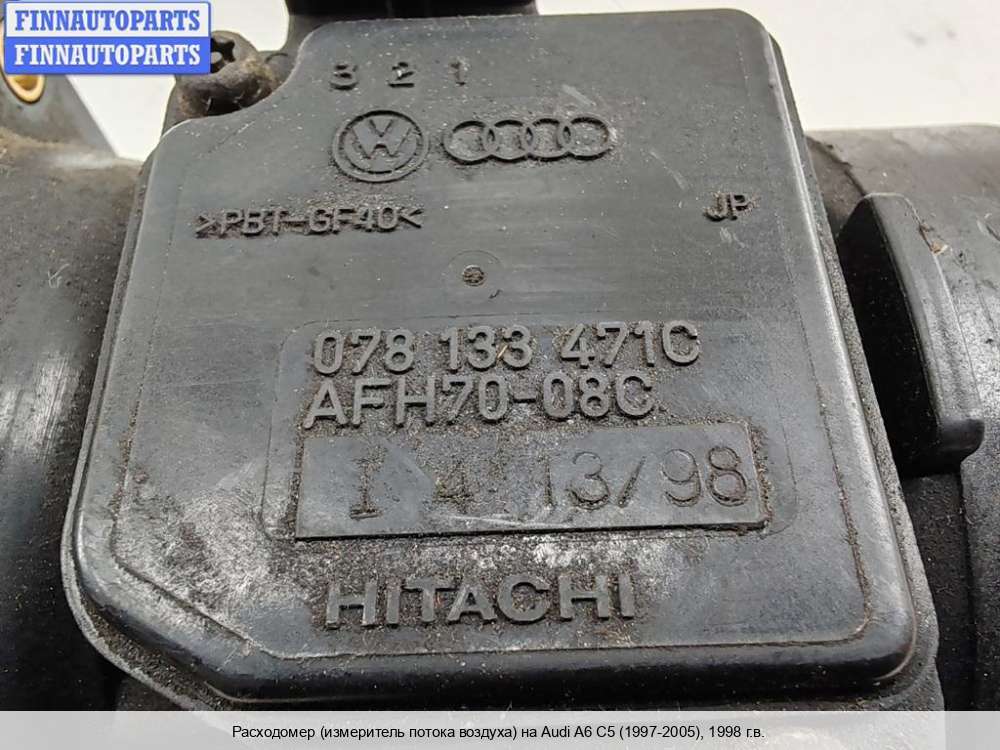 FINNAUTOPARTS
FINNAUTOPARTS
3 2 1
VW
>PBT-GF40<
JP
078 133 471C
AFH70-08C
I 4 13/98
HITACHI
Расходомер (измеритель потока воздуха) на Audi A6 C5 (1997-2005), 1998 г.в.